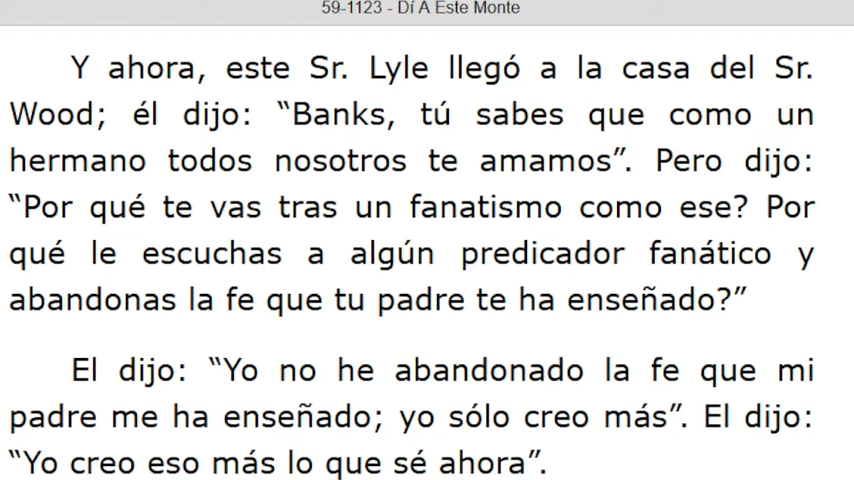 59-1123 - Dí A Este Monte
Y ahora, este Sr. Lyle llegó a la casa del Sr.
Wood; él dijo: “Banks, tú sabes que como un
hermano todos nosotros te amamos”. Pero dijo:
“Por qué te vas tras un fanatismo como ese? Por
qué le escuchas a algún predicador fanático y
abandonas la fe que tu padre te ha enseñado?”
El dijo: “Yo no he abandonado la fe que mi
padre me ha enseñado; yo sólo creo más”. El dijo:
“Yo creo eso más lo que sé ahora”.